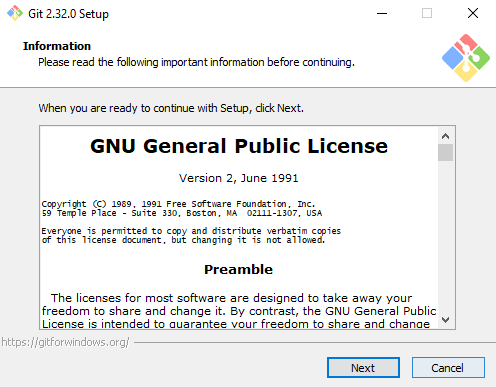 Git 2.32.0 Setup
Information
Please read the following important information before continuing.
When you are ready to continue with Setup, click Next.
GNU General Public License
Version 2, June 1991
Copyright (C) 1989, 1991 Free Software Foundation, Inc.
59 Temple Place - Suite 330, Boston, MA  02111-1307, USA
Everyone is permitted to copy and distribute verbatim copies
of this license document, but changing it is not allowed.
Preamble
The licenses for most software are designed to take away your
freedom to share and change it. By contrast, the GNU General Public
License is intended to guarantee your freedom to share and change
https://gitforwindows.org/
Next
Cancel